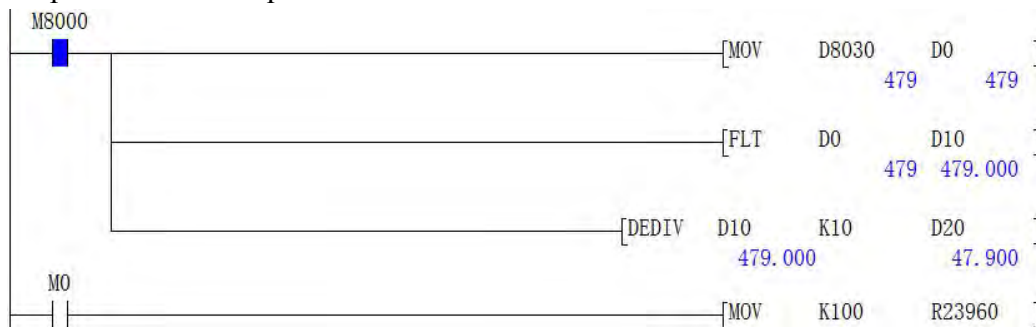 M8000
[MOV D8030 D0 ]
479 479
[FLT D0 D10 ]
479 479.000
[DEDIV D10 K10 D20 ]
479.000 47.900
M0
[MOV K100 R23960 ]